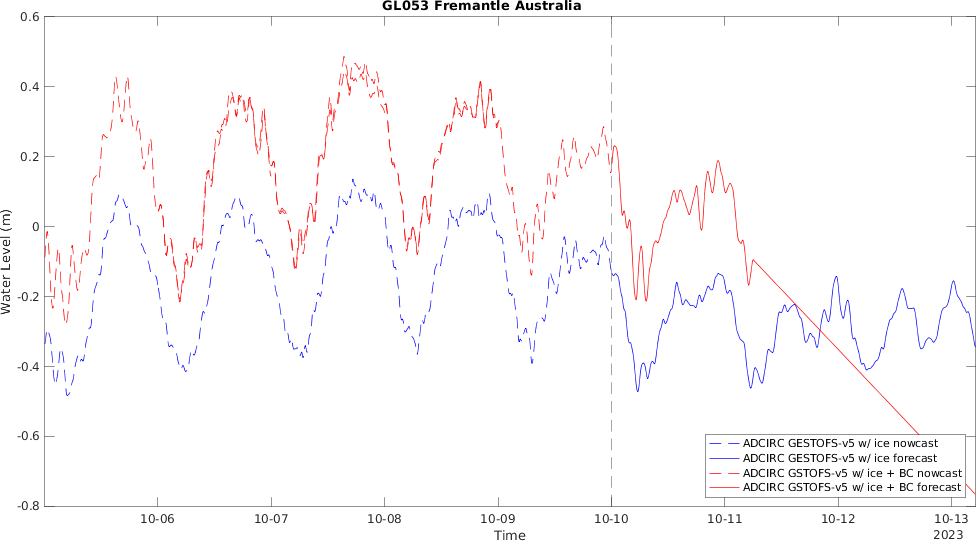 GL053 Fremantle Australia
0.6
0.4
0.2
0
-0.2
-0.4
-0.6
-0.8
Water Level (m)
ADCIRC GESTOFS-v5 w/ ice nowcast
ADCIRC GESTOFS-v5 w/ ice forecast
ADCIRC GSTOFS-v5 w/ ice + BC nowcast
ADCIRC GSTOFS-v5 w/ ice + BC forecast
10-06 10-07 10-08 10-09 10-10 10-11 10-12 10-13
Time
2023